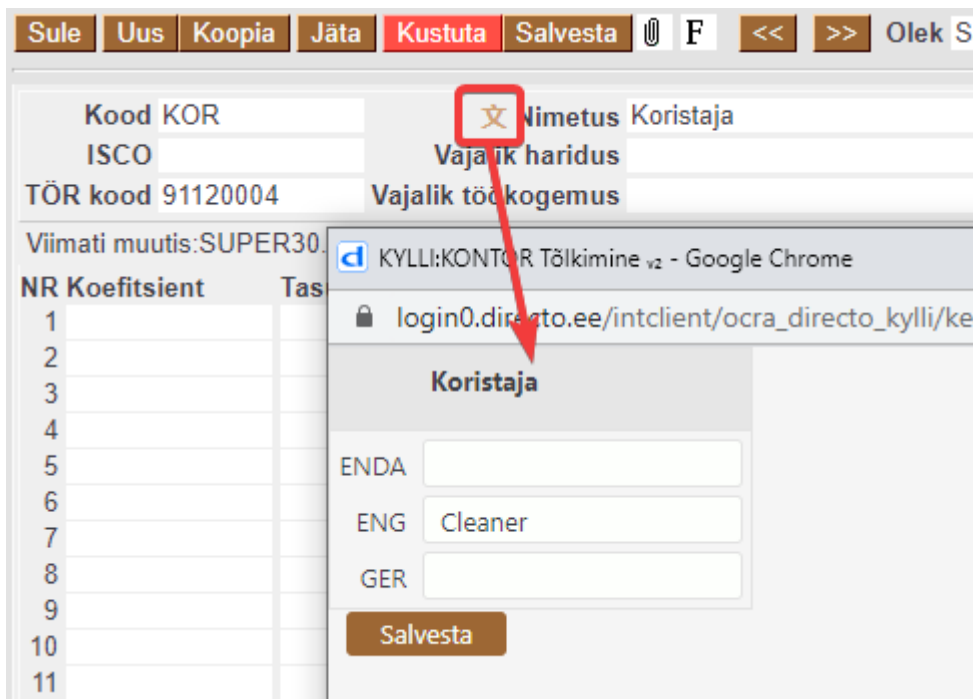 Sule Uus Koopia Jäta Kustuta Salvesta F << >> Olek S
Kood KOR 文 Nimetus Koristaja
ISCO Vajalik haridus
TÖR kood 91120004 Vajalik töökogemus
Viimati muutis:SUPER30.
NR Koefitsient Tasu
1
2
3
4
5
6
7
8
9
10
11
KYLLI:KONTOR Tõlkimine v2 - Google Chrome
login0.directo.ee/intclient/ocra_directo_kylli/ke
Koristaja
ENDA
ENG Cleaner
GER
Salvesta